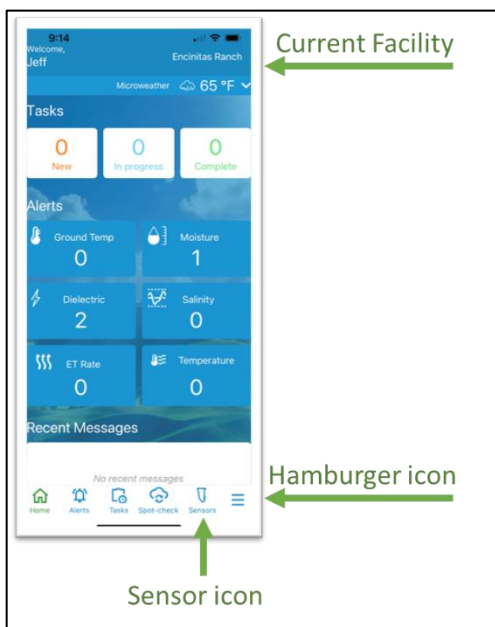 9:14
Welcome,
Jeff
Encinitas Ranch
Current Facility
Microweather 65 °F
Tasks
0 0 0
New In progress Complete
Alerts
Ground Temp Moisture
0 1
Dielectric Salinity
2 0
ET Rate Temperature
0 0
Recent Messages
No recent messages
Home Alerts Tasks Spot-check Sensors
Hamburger icon
Sensor icon